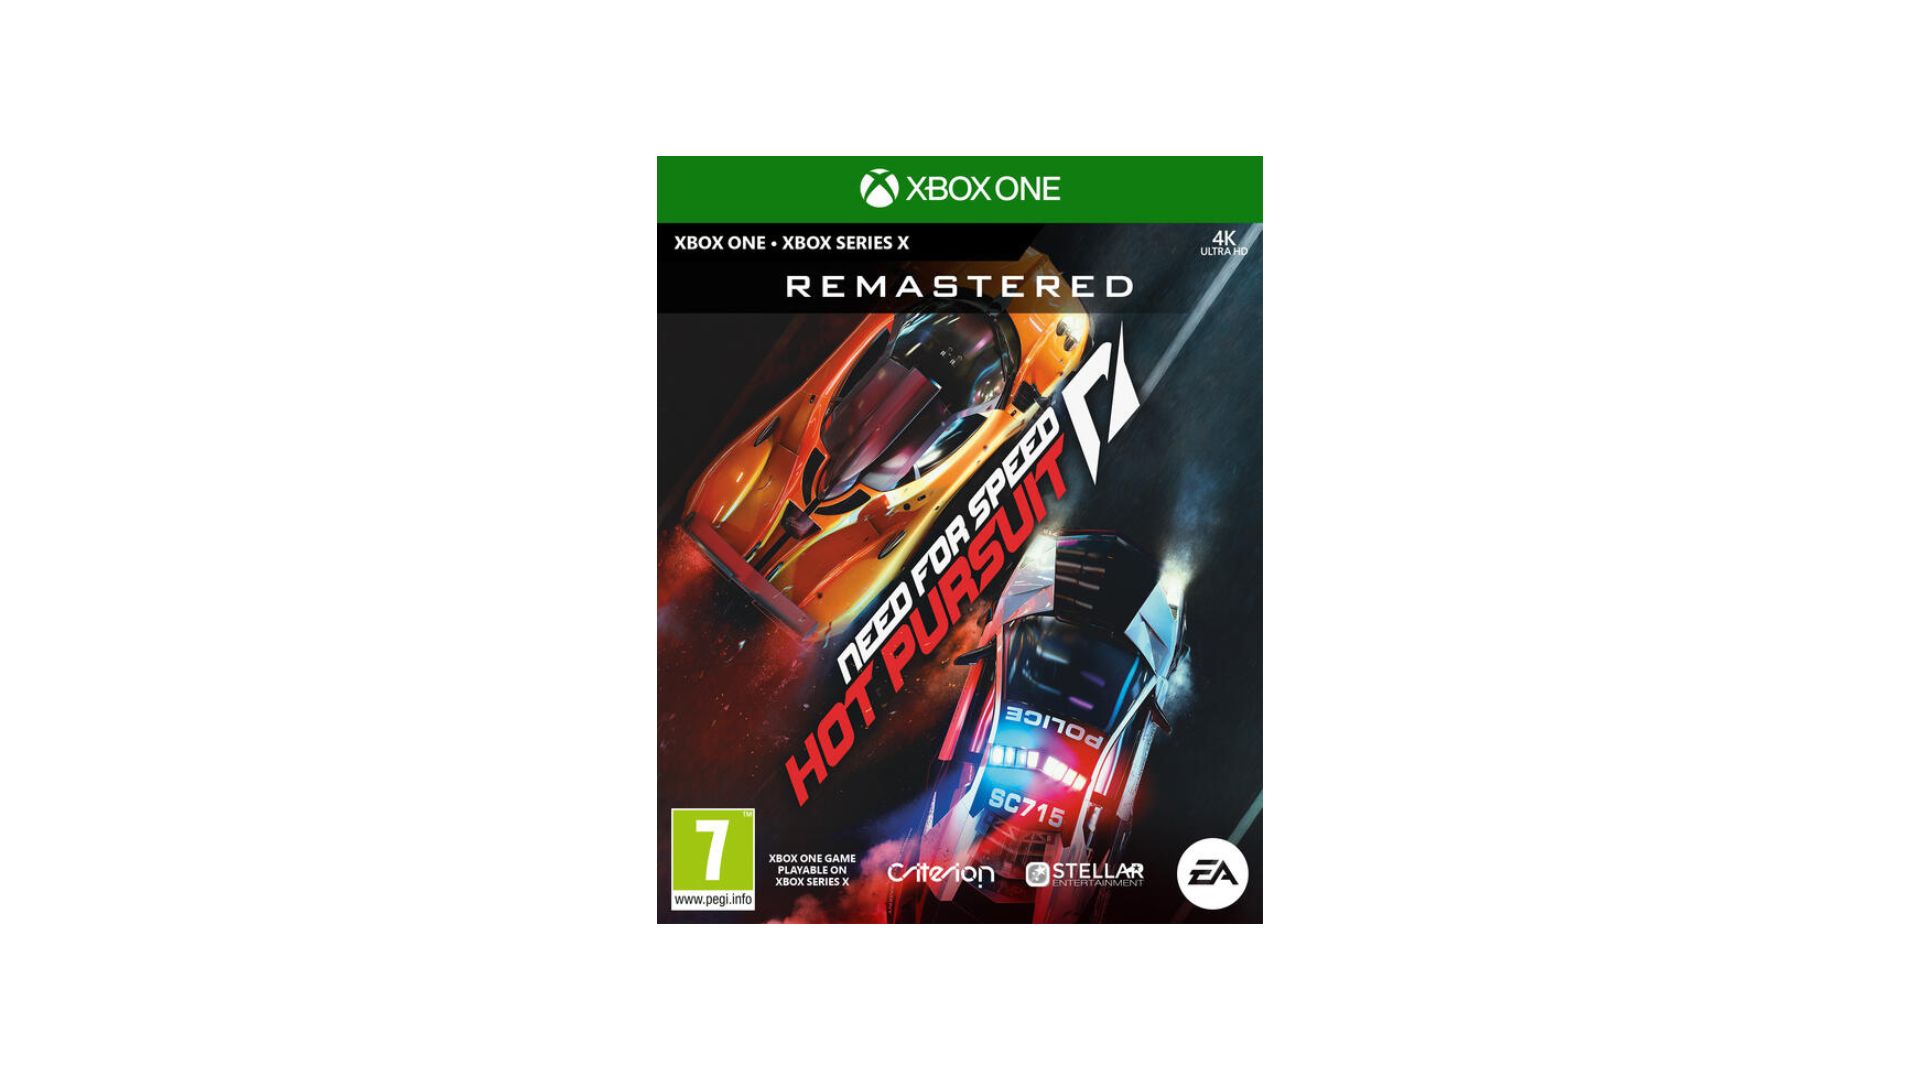 XBOX ONE
XBOX ONE • XBOX SERIES X
4K
ULTRA HD
REMASTERED
NEED FOR SPEED
HOT PURSUIT
POLICE
SC715
7
TM
www.pegi.info
XBOX ONE GAME
PLAYABLE ON
XBOX SERIES X
Criterion
STELLAR
ENTERTAINMENT
EA